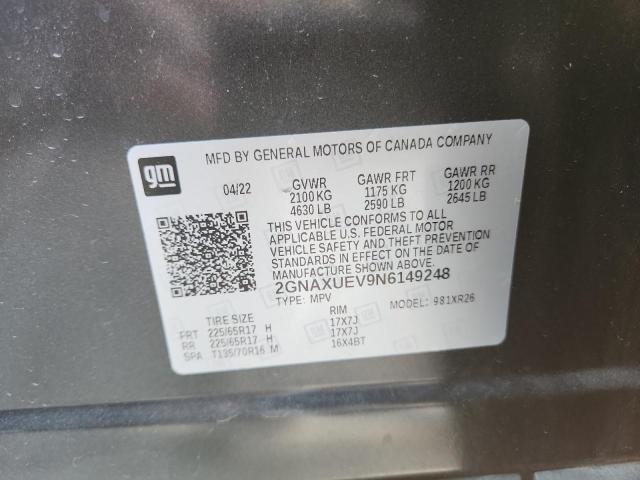 gm
MFD BY GENERAL MOTORS OF CANADA COMPANY
04/22 GVWR GAWR FRT GAWR RR
2100 KG 1175 KG 1200 KG
4630 LB 2590 LB 2645 LB
THIS VEHICLE CONFORMS TO ALL
APPLICABLE U.S. FEDERAL MOTOR
VEHICLE SAFETY AND THEFT PREVENTION
STANDARDS IN EFFECT ON THE DATE OF
MANUFACTURE SHOWN ABOVE.
2GNAXUEV9N6149248
TYPE: MPV MODEL: 981XR26
TIRE SIZE RIM
FRT 225/65R17 H 17X7J
RR 225/65R17 H 17X7J
SPA T135/70R16 M 16X4BT